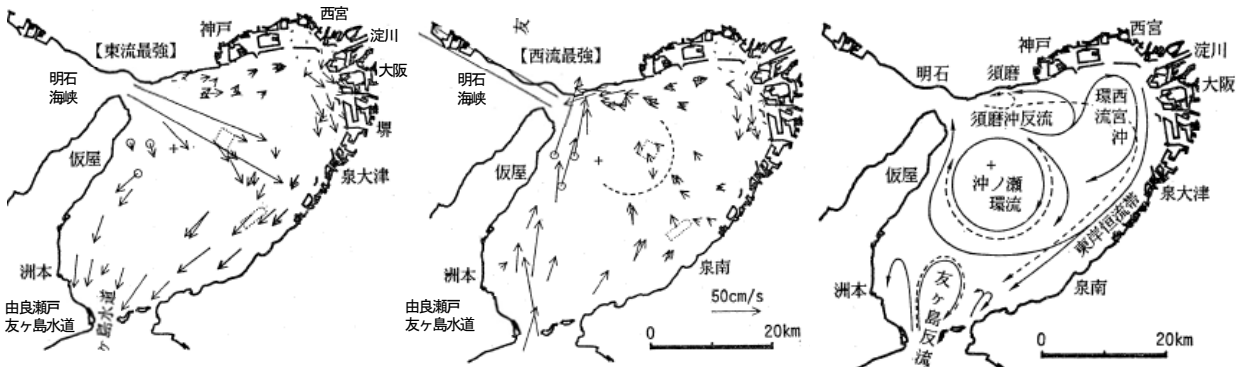 【東流最強】
神戸
西宮
淀川
大阪
堺
泉大津
明石
海峡
仮屋
洲本
由良瀬戸
友ヶ島水道
ヶ島水道
友
【西流最強】
明石
海峡
仮屋
洲本
由良瀬戸
友ヶ島水道
泉南
50cm/s
0
20km
西宮
神戸
淀川
大阪
明石
須磨
須磨沖反流
西宮沖
環流
仮屋
沖ノ瀬
環流
泉大津
東岸恒流帯
洲本
友ヶ島反流
泉南
0
20km